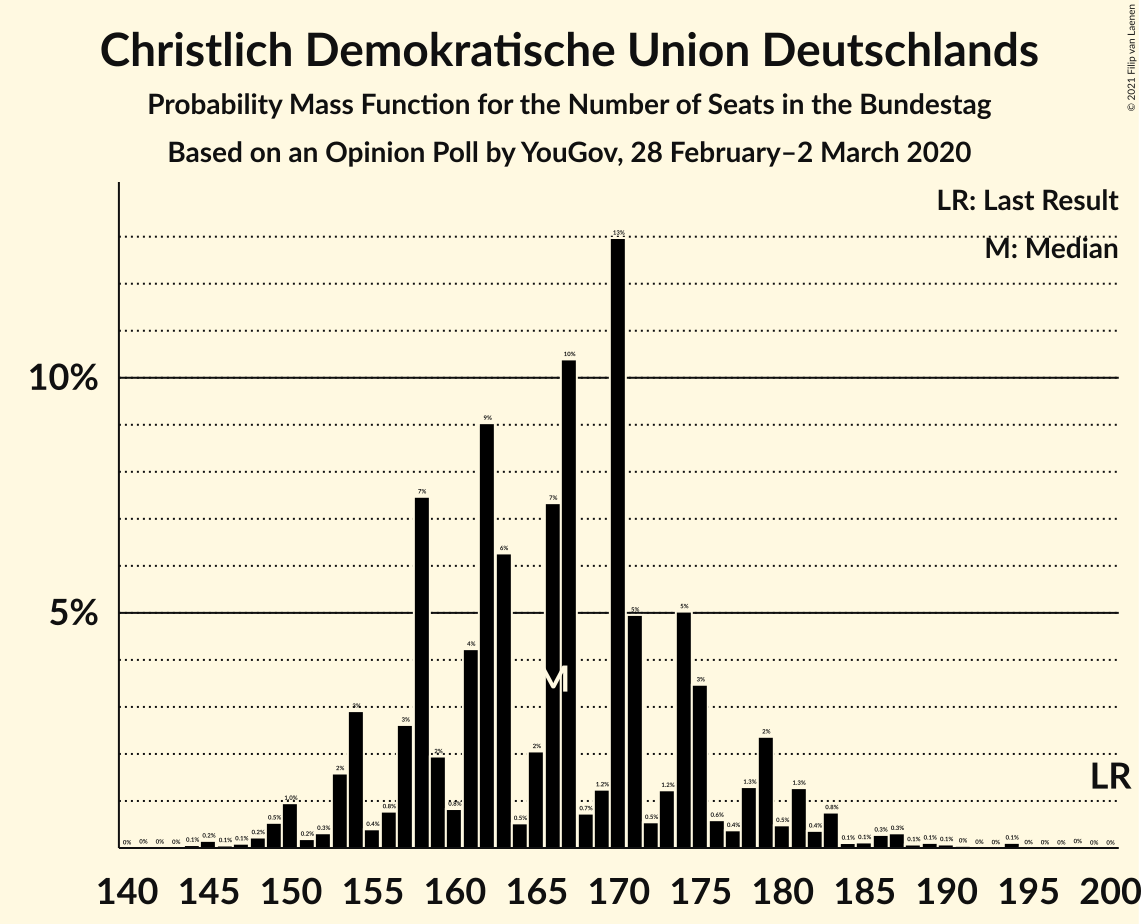 Christlich Demokratische Union Deutschlands
Probability Mass Function for the Number of Seats in the Bundestag
Based on an Opinion Poll by YouGov, 28 February–2 March 2020
© 2021 Filip van Laenen
LR: Last Result
M: Median
10%
5%
0% 0% 0% 0% 0.1% 0.2% 0.1% 0.1% 0.2% 0.5% 1.0% 0.2% 0.3% 2% 3% 0.4% 0.8% 3% 7% 2% 0.8% 4% 9% 6% 0.5% 2% 7% 10% 0.7% 1.2% 13% 5% 0.5% 1.2% 5% 3% 0.6% 0.4% 1.3% 2% 0.5% 1.3% 0.4% 0.8% 0.1% 0.1% 0.3% 0.3% 0.1% 0.1% 0.1% 0% 0% 0% 0.1% 0% 0% 0% 0% 0% 0%
M
LR
140 145 150 155 160 165 170 175 180 185 190 195 200